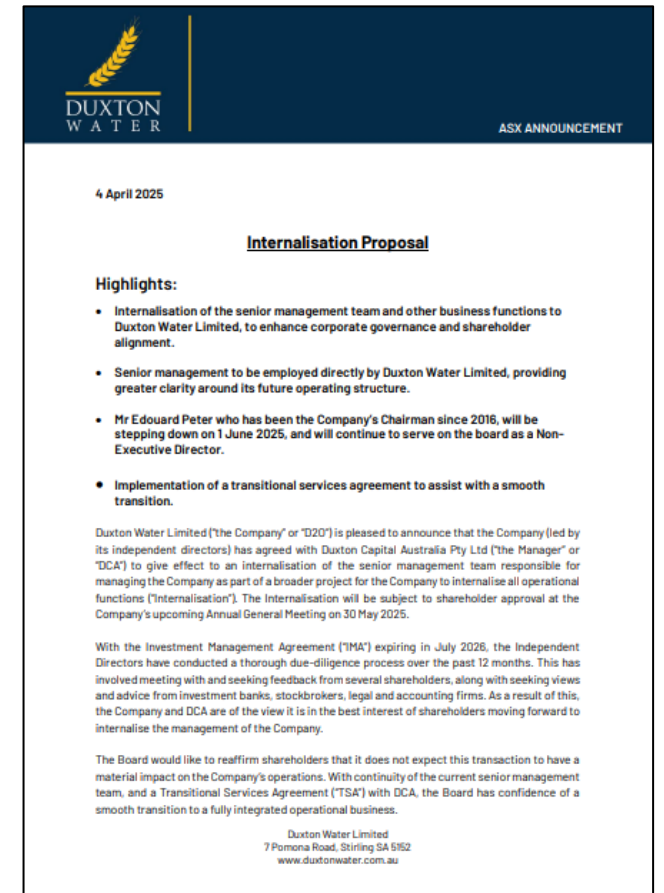 DUXTON
WATER
ASX ANNOUNCEMENT
4 April 2025
Internalisation Proposal
Highlights:
• Internalisation of the senior management team and other business functions to
Duxton Water Limited, to enhance corporate governance and shareholder
alignment.
• Senior management to be employed directly by Duxton Water Limited, providing
greater clarity around its future operating structure.
• Mr Edouard Peter who has been the Company's Chairman since 2016, will be
stepping down on 1 June 2025, and will continue to serve on the board as a Non-
Executive Director.
• Implementation of a transitional services agreement to assist with a smooth
transition.
Duxton Water Limited ("the Company" or "D2O") is pleased to announce that the Company (led by
its independent directors) has agreed with Duxton Capital Australia Pty Ltd ("the Manager" or
"DCA") to give effect to an internalisation of the senior management team responsible for
managing the Company as part of a broader project for the Company to internalise all operational
functions ("Internalisation"). The Internalisation will be subject to shareholder approval at the
Company's upcoming Annual General Meeting on 30 May 2025.
With the Investment Management Agreement ("IMA") expiring in July 2026, the Independent
Directors have conducted a thorough due-diligence process over the past 12 months. This has
involved meeting with and seeking feedback from several shareholders, along with seeking views
and advice from investment banks, stockbrokers, legal and accounting firms. As a result of this,
the Company and DCA are of the view it is in the best interest of shareholders moving forward to
internalise the management of the Company.
The Board would like to reaffirm shareholders that it does not expect this transaction to have a
material impact on the Company's operations. With continuity of the current senior management
team, and a Transitional Services Agreement ("TSA") with DCA, the Board has confidence of a
smooth transition to a fully integrated operational business.
Duxton Water Limited
7 Pomona Road, Stirling SA 5152
www.duxtonwater.com.au